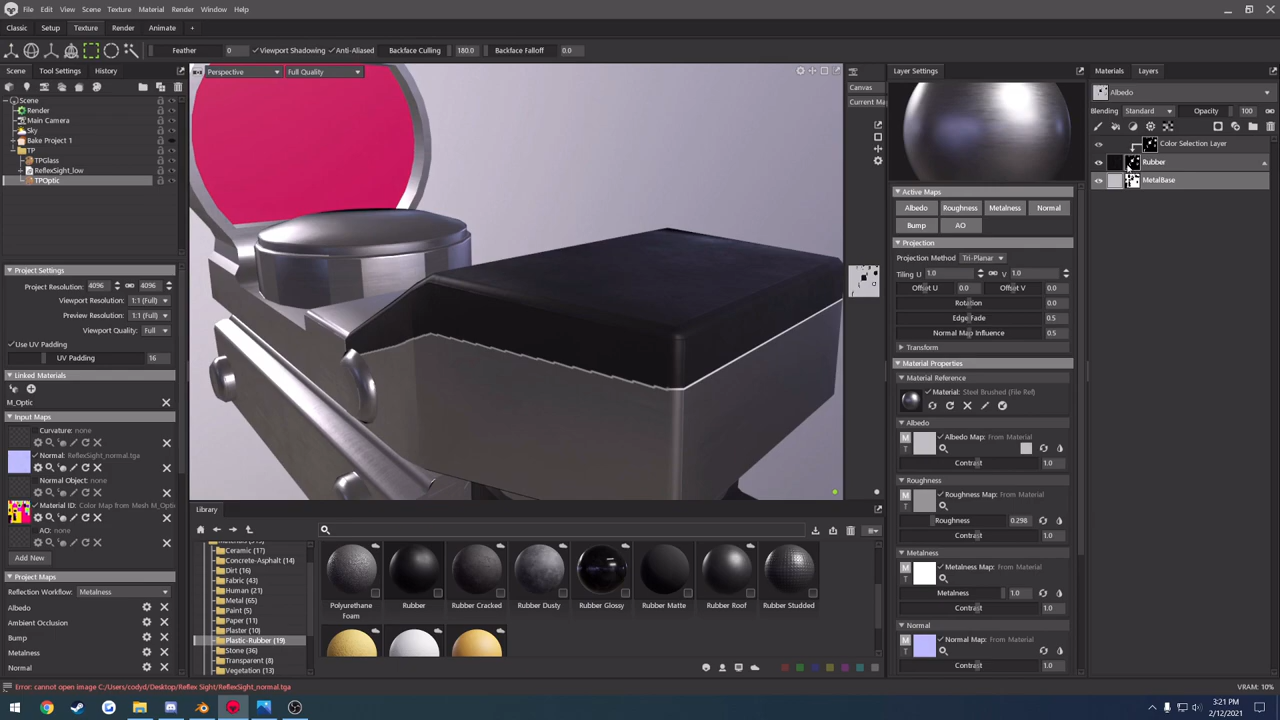 File Edit View Scene Texture Material Render Window Help
Classic Texture Render Animate +
Feather 0 Viewport Shadowing Anti-Aliased Backface Culling 180.0 Backface Falloff 0.0
Scene Tool Settings History
Scene
Render
Main Camera
Sky
Bake Project 1
TP
TPGlass
ReflexSight_low
TPOptic
Project Settings
Project Resolution: 4096 4096
Viewport Resolution: 1:1 (Full)
Preview Resolution: 1:1 (Full)
Viewport Quality: Full
Use UV Padding
UV Padding 16
Linked Materials
M_Optic
Input Maps
Curvature: none
Normal: ReflexSight_normal.tga
Normal Object: none
Material ID: Color Map from Mesh M_Optic
AO: none
Add New
Project Maps
Reflection Workflow: Metalness
Albedo
Ambient Occlusion
Bump
Metalness
Normal
Perspective Full Quality
Canvas
Current Ma
Library
Ceramic (17)
Concrete-Asphalt (14)
Dirt (16)
Fabric (43)
Human (21)
Metal (65)
Paint (5)
Paper (11)
Plaster (10)
Plastic-Rubber (19)
Stone (36)
Transparent (8)
Vegetation (13)
Polyurethane Foam
Rubber
Rubber Cracked
Rubber Dusty
Rubber Glossy
Rubber Matte
Rubber Roof
Rubber Studded
Layer Settings
Active Maps
Albedo Roughness Metalness Normal
Bump AO
Projection
Projection Method Tri-Planar
Tiling U 1.0 V 1.0
Offset U 0.0 Offset V 0.0
Rotation 0.0
Edge Fade 0.5
Normal Map Influence 0.5
Transform
Material Properties
Material Reference
Material: Steel Brushed (File Ref)
Albedo
M Albedo Map: From Material
T
Contrast 1.0
Roughness
M Roughness Map: From Material
T
Roughness 0.298
Contrast 1.0
Metalness
M Metalness Map: From Material
T
Metalness 1.0
Contrast 1.0
Normal
M Normal Map: From Material
T
Contrast 1.0
Materials Layers
Albedo
Blending Standard Opacity 100
Color Selection Layer
Rubber
MetalBase
Error: cannot open image C:/Users/codyd/Desktop/Reflex Sight/ReflexSight_normal.tga
VRAM: 10%
3:21 PM
2/12/2021